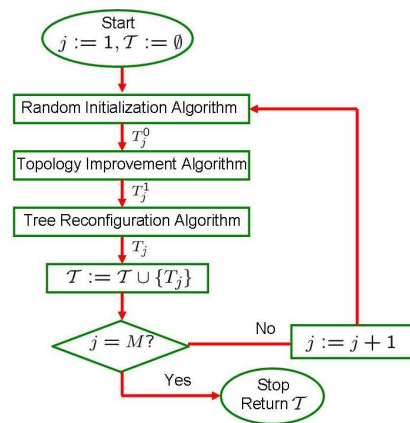 Start
j := 1, 𝒯 := ∅
Random Initialization Algorithm
T_j^0
Topology Improvement Algorithm
T_j^1
Tree Reconfiguration Algorithm
T_j
𝒯 := 𝒯 ∪ {T_j}
j = M?
No
j := j + 1
Yes
Stop
Return 𝒯